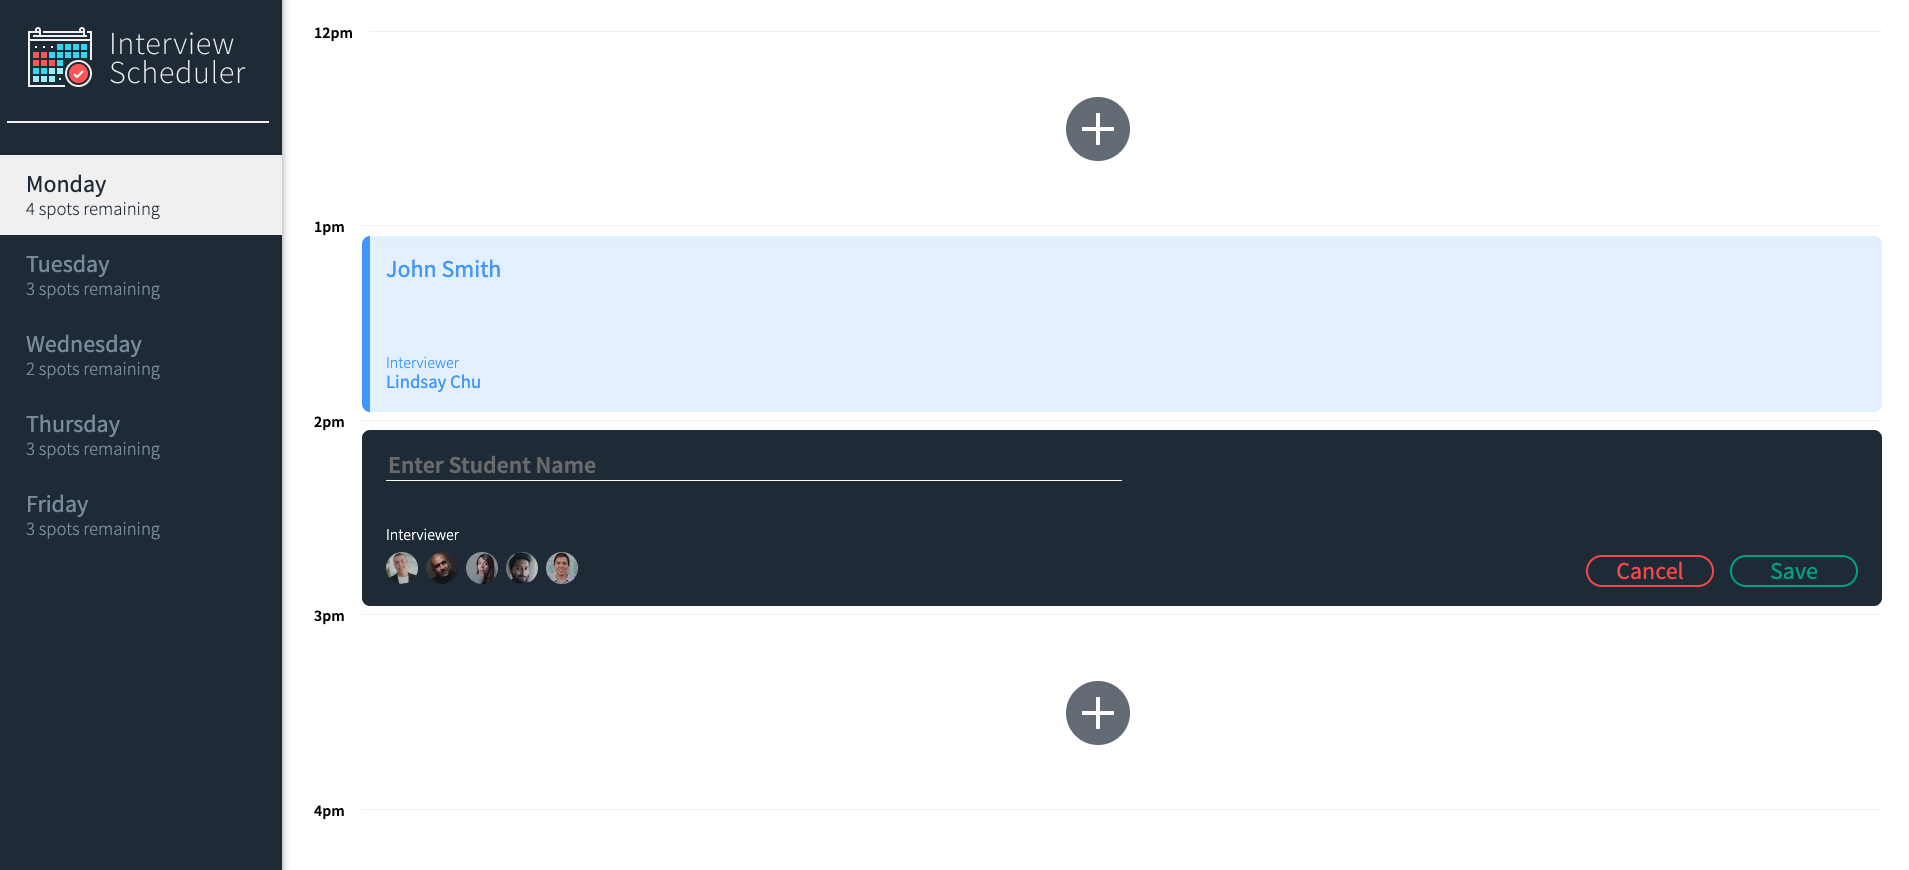 Interview
Scheduler
Monday
4 spots remaining
Tuesday
3 spots remaining
Wednesday
2 spots remaining
Thursday
3 spots remaining
Friday
3 spots remaining
12pm
1pm
John Smith
Interviewer
Lindsay Chu
2pm
Enter Student Name
Interviewer
Cancel
Save
3pm
4pm